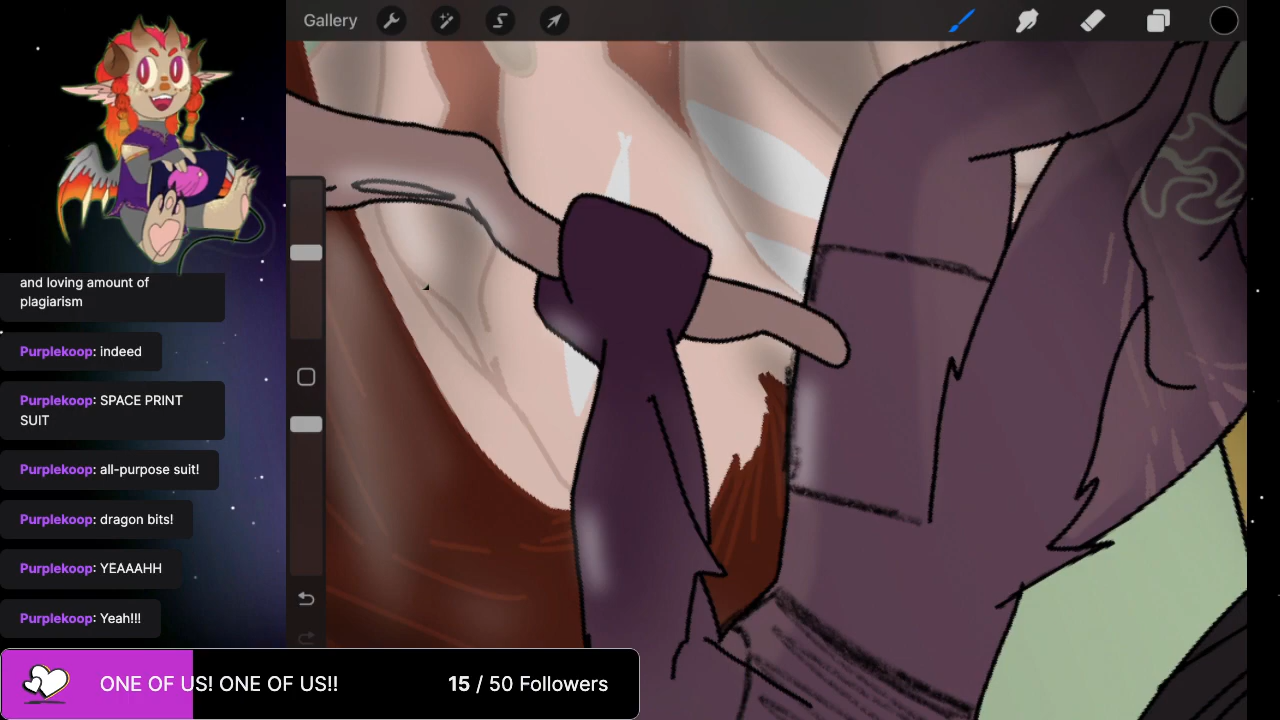 Gallery
and loving amount of
plagiarism
Purplekoop: indeed
Purplekoop: SPACE PRINT
SUIT
Purplekoop: all-purpose suit!
Purplekoop: dragon bits!
Purplekoop: YEAAAHH
Purplekoop: Yeah!!!
ONE OF US! ONE OF US!! 15 / 50 Followers